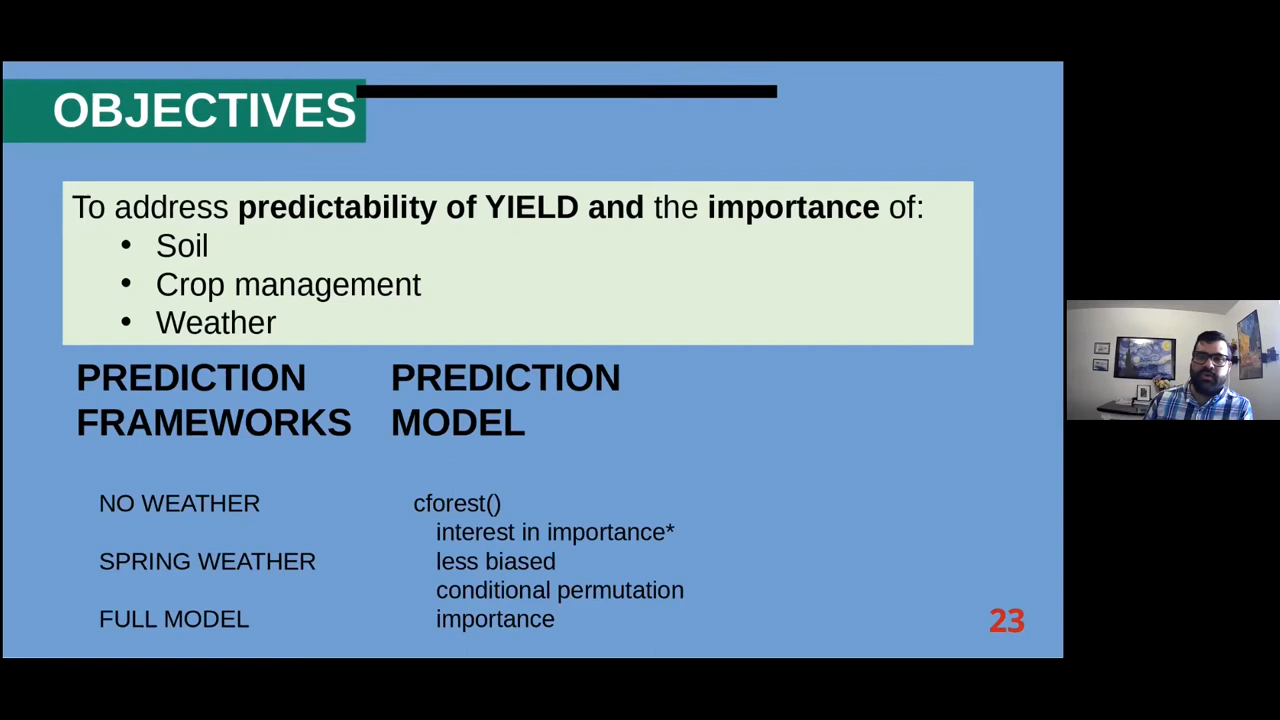 OBJECTIVES
To address predictability of YIELD and the importance of:
• Soil
• Crop management
• Weather
PREDICTION
FRAMEWORKS
PREDICTION
MODEL
NO WEATHER
SPRING WEATHER
FULL MODEL
cforest()
interest in importance*
less biased
conditional permutation
importance
23